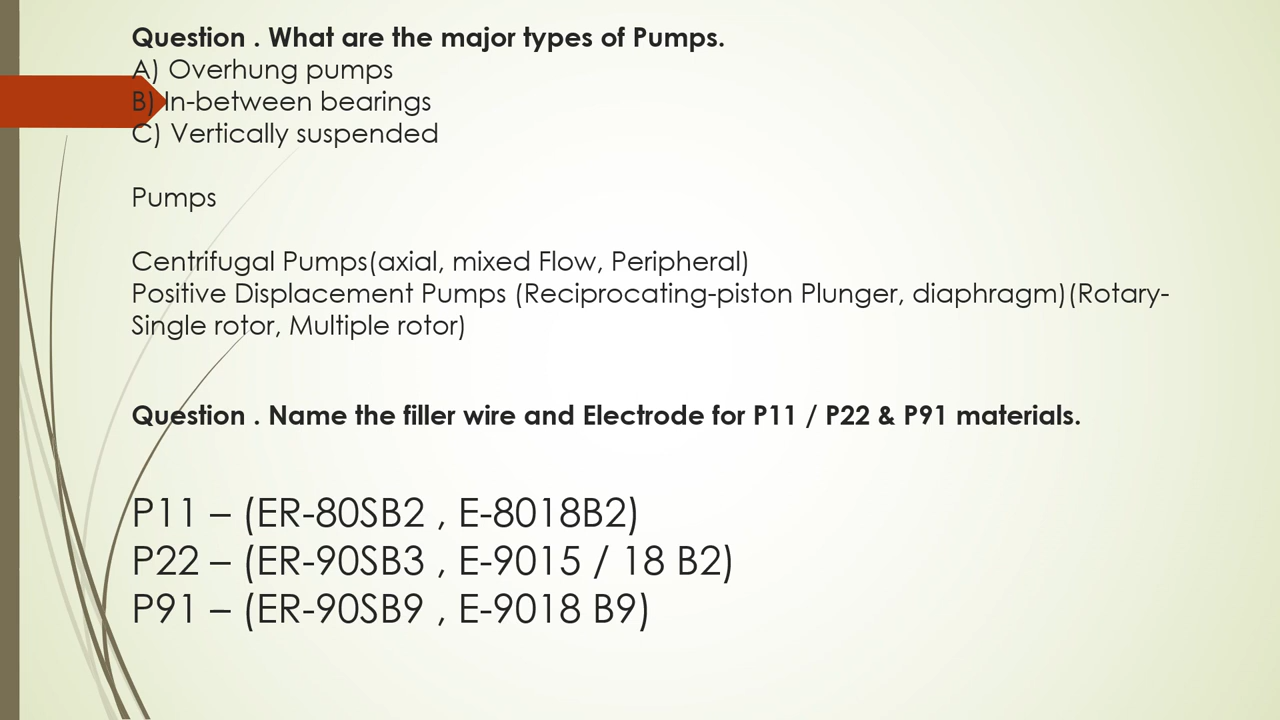 Question . What are the major types of Pumps.
A) Overhung pumps
B) In-between bearings
C) Vertically suspended
Pumps
Centrifugal Pumps(axial, mixed Flow, Peripheral)
Positive Displacement Pumps (Reciprocating-piston Plunger, diaphragm)(Rotary-
Single rotor, Multiple rotor)
Question . Name the filler wire and Electrode for P11 / P22 & P91 materials.
P11 – (ER-80SB2 , E-8018B2)
P22 – (ER-90SB3 , E-9015 / 18 B2)
P91 – (ER-90SB9 , E-9018 B9)